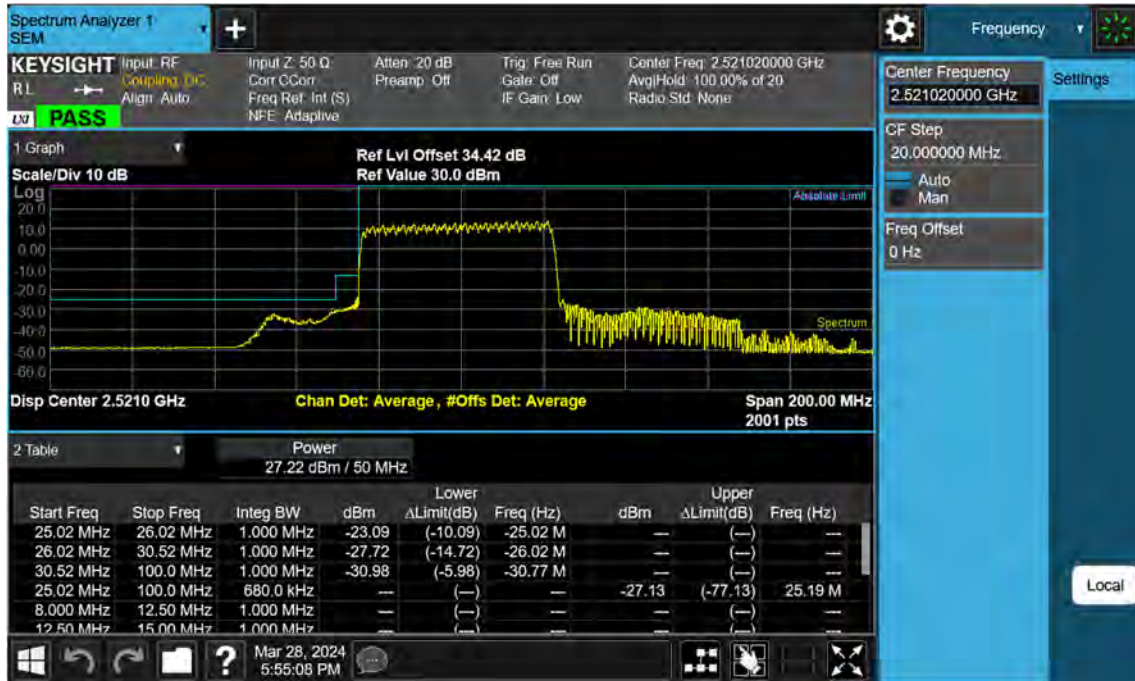 Spectrum Analyzer 1
SEM
Frequency
KEYSIGHT
Input: RF
Coupling: DC
Align: Auto
Input Z: 50 Ω
Corr CCorr
Freq Ref: Int (S)
NFE: Adaptive
Atten: 20 dB
Preamp: Off
Trig: Free Run
Gate: Off
IF Gain: Low
Center Freq: 2.521020000 GHz
Avg|Hold: 100.00% of 20
Radio Std: None
RL
LXI
PASS
Center Frequency
2.521020000 GHz
Settings
CF Step
20.000000 MHz
Auto
Man
Freq Offset
0 Hz
1 Graph
Scale/Div 10 dB
Ref Lvl Offset 34.42 dB
Ref Value 30.0 dBm
Log
Absolute Limit
20.0
10.0
0.00
-10.0
-20.0
-30.0
-40.0
-50.0
-60.0
Spectrum
Disp Center 2.5210 GHz
Chan Det: Average , #Offs Det: Average
Span 200.00 MHz
2001 pts
2 Table
Power
27.22 dBm / 50 MHz
Lower Upper
Start Freq Stop Freq Integ BW dBm ΔLimit(dB) Freq (Hz) dBm ΔLimit(dB) Freq (Hz)
25.02 MHz 26.02 MHz 1.000 MHz -23.09 (-10.09) -25.02 M --- (---) ---
26.02 MHz 30.52 MHz 1.000 MHz -27.72 (-14.72) -26.02 M --- (---) ---
30.52 MHz 100.0 MHz 1.000 MHz -30.98 (-5.98) -30.77 M --- (---) ---
25.02 MHz 100.0 MHz 680.0 kHz --- (---) --- -27.13 (-77.13) 25.19 M
8.000 MHz 12.50 MHz 1.000 MHz --- (---) --- --- (---) ---
12.50 MHz 15.00 MHz 1.000 MHz --- (---) --- --- (---) ---
Local
?
Mar 28, 2024
5:55:08 PM